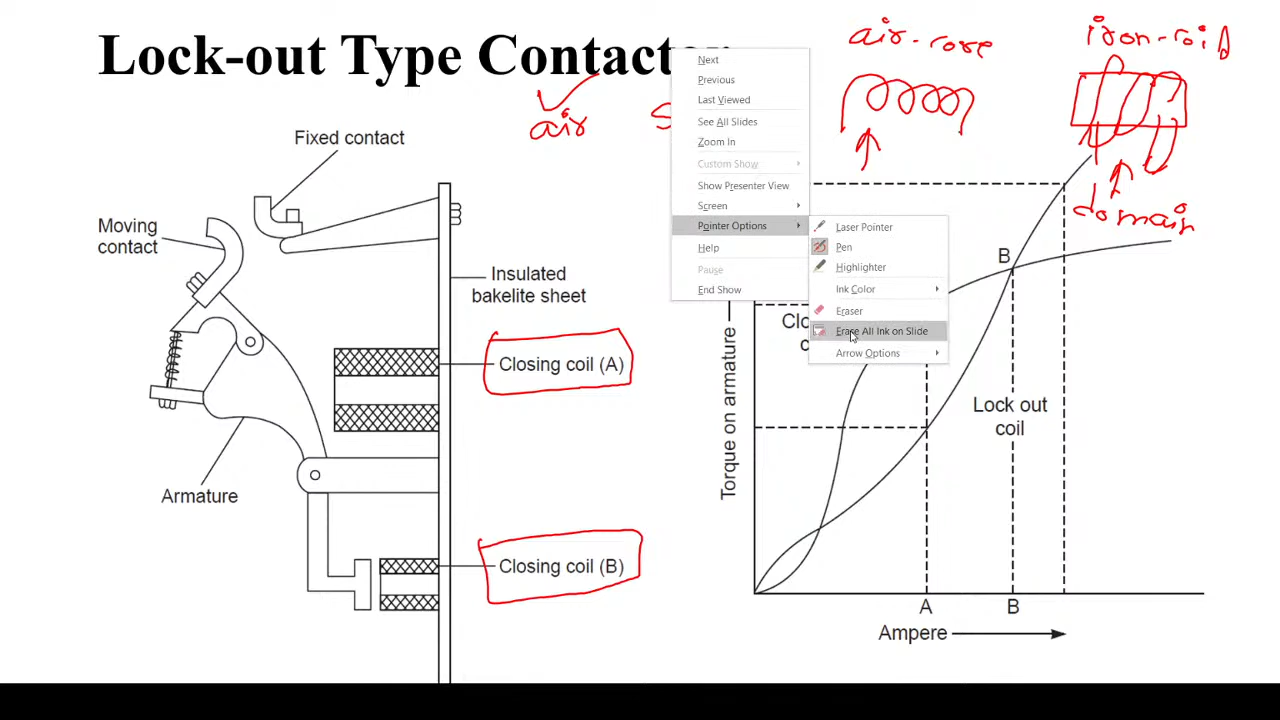 Lock-out Type Contactor
air-core
iron-coil
air S
Fixed contact
Moving
contact
Insulated
bakelite sheet
Closing coil (A)
Armature
Closing coil (B)
Next
Previous
Last Viewed
See All Slides
Zoom In
Custom Show
Show Presenter View
Screen
Pointer Options
Help
Pause
End Show
Laser Pointer
Pen
Highlighter
Ink Color
Eraser
Erase All Ink on Slide
Arrow Options
domain
B
Clo
c
Torque on armature
Lock out
coil
A B
Ampere